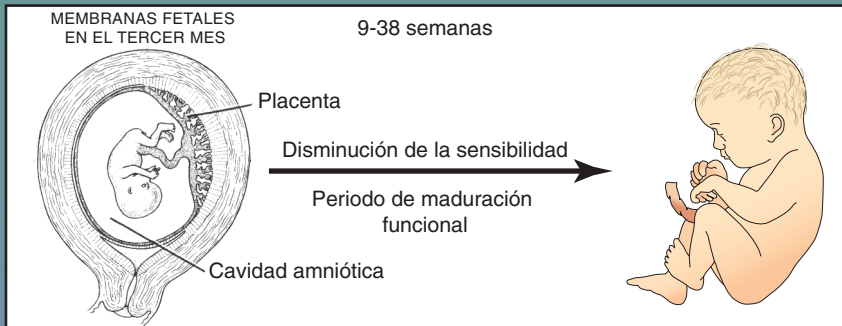 MEMBRANAS FETALES
EN EL TERCER MES
9-38 semanas
Placenta
Disminución de la sensibilidad
Periodo de maduración
funcional
Cavidad amniótica